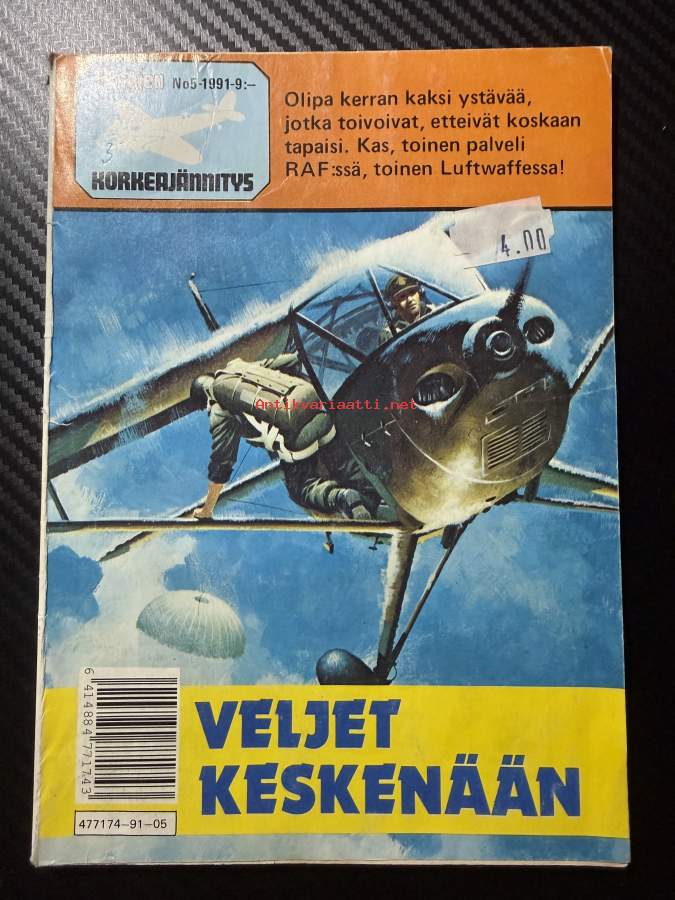 No5-1991-9:-
3
KORKEAJÄNNITYS
Olipa kerran kaksi ystävää,
jotka toivoivat, etteivät koskaan
tapaisi. Kas, toinen palveli
RAF:ssä, toinen Luftwaffessa!
4.00
Antikvariaatti.net
6 414884 771743
477174-91-05
VELJET
KESKENÄÄN